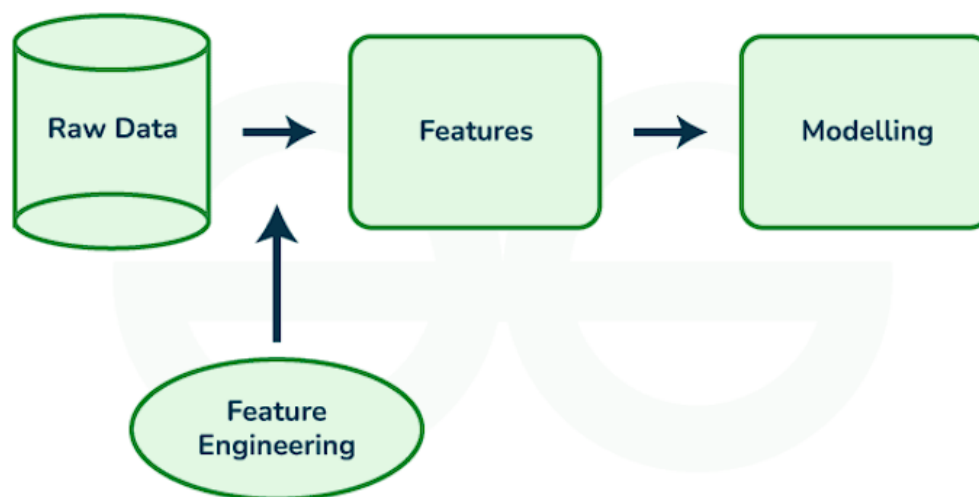 Raw Data
Features
Modelling
Feature
Engineering